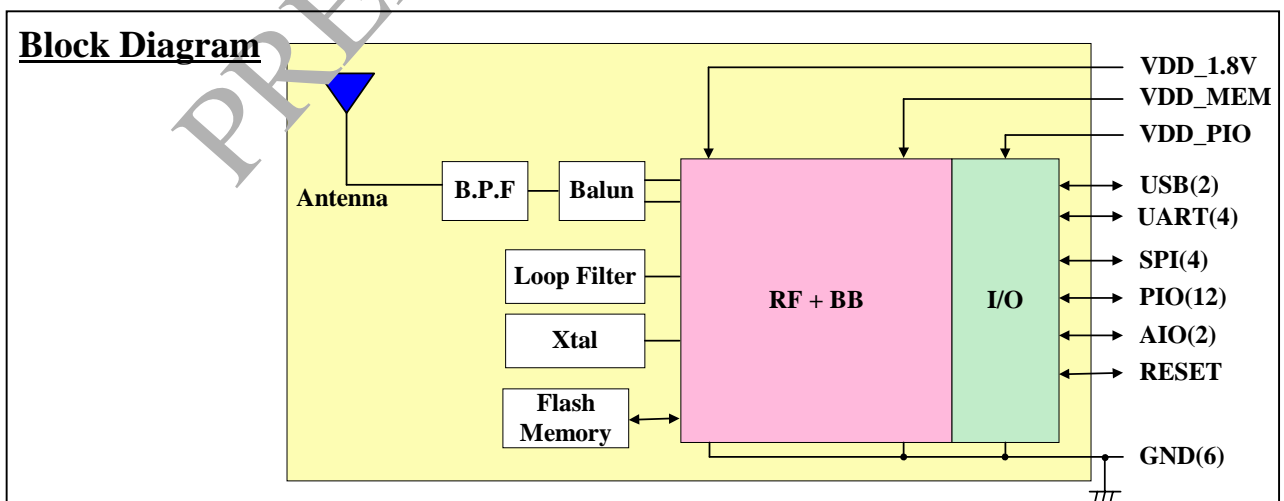 Block Diagram
VDD_1.8V
VDD_MEM
VDD_PIO
Antenna
B.P.F
Balun
USB(2)
UART(4)
Loop Filter
SPI(4)
RF + BB
I/O
PIO(12)
Xtal
AIO(2)
RESET
Flash
Memory
GND(6)